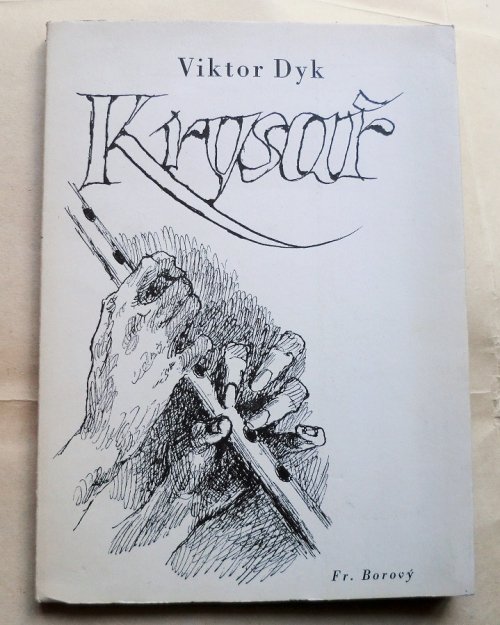 Viktor Dyk
Krysař
Fr. Borový